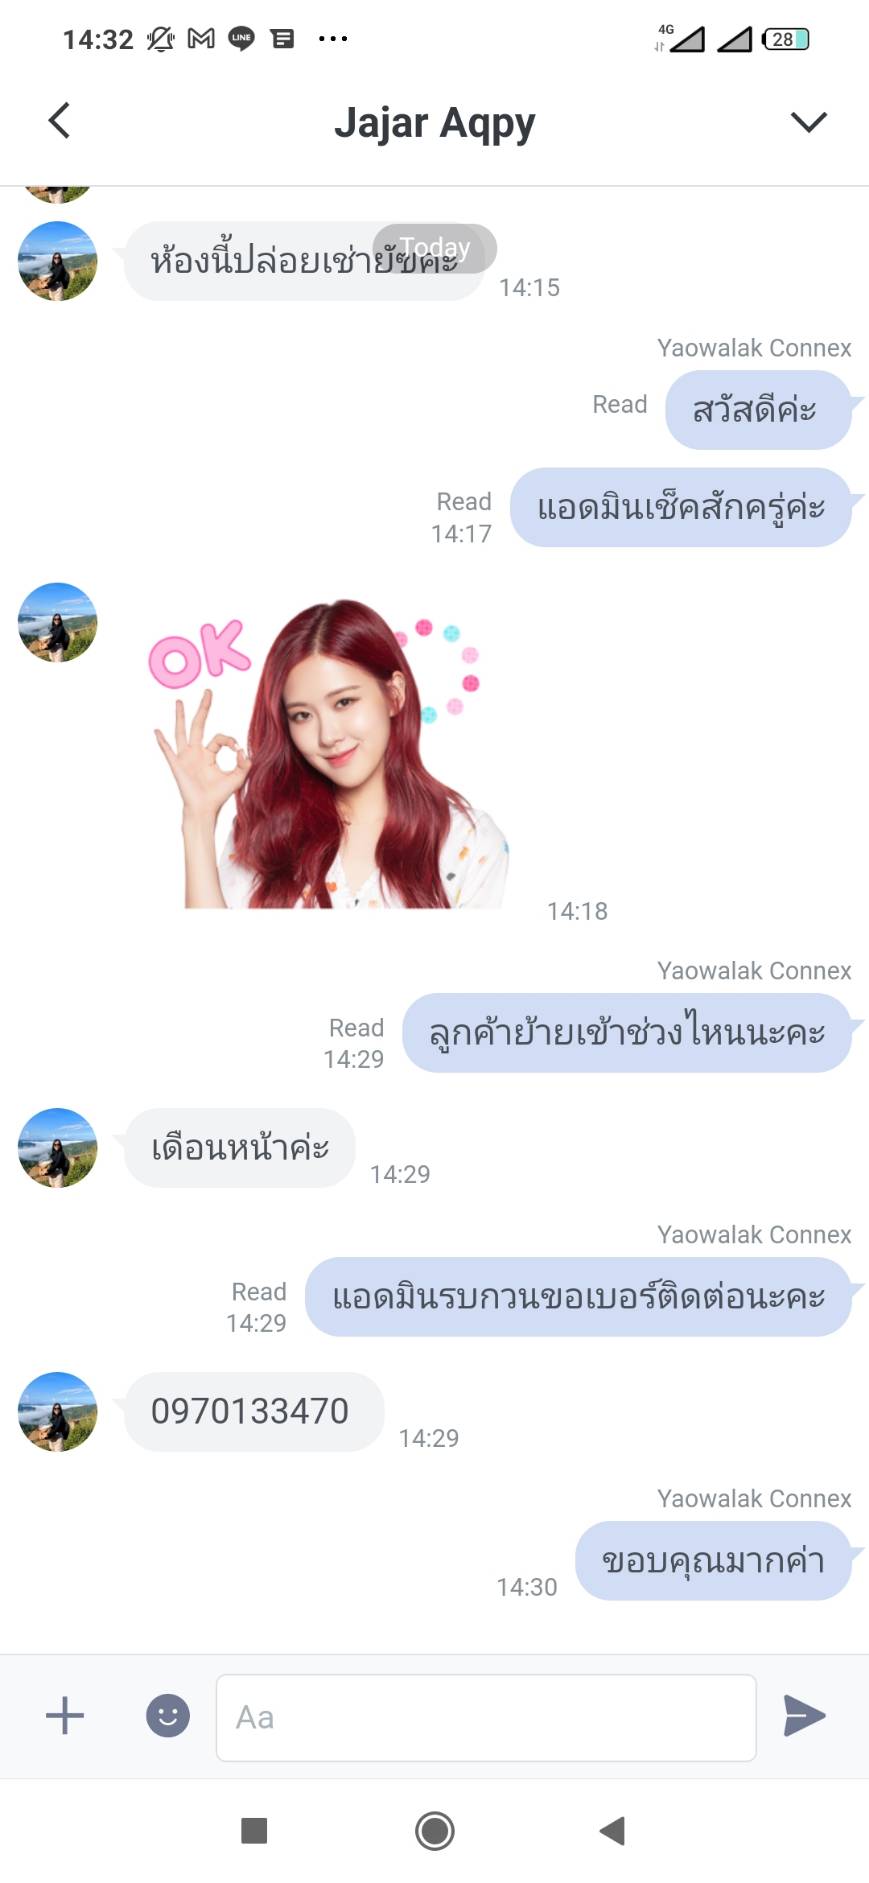 14:32 LINE 4G 28
Jajar Aqpy
Today
ห้องนี้ปล่อยเช่ายัซคะ
14:15
Yaowalak Connex
Read สวัสดีค่ะ
Read แอดมินเช็คสักครู่ค่ะ
14:17
OK
14:18
Yaowalak Connex
Read ลูกค้าย้ายเข้าช่วงไหนนะคะ
14:29
เดือนหน้าค่ะ
14:29
Yaowalak Connex
Read แอดมินรบกวนขอเบอร์ติดต่อนะคะ
14:29
0970133470
14:29
Yaowalak Connex
ขอบคุณมากค่า
14:30
Aa